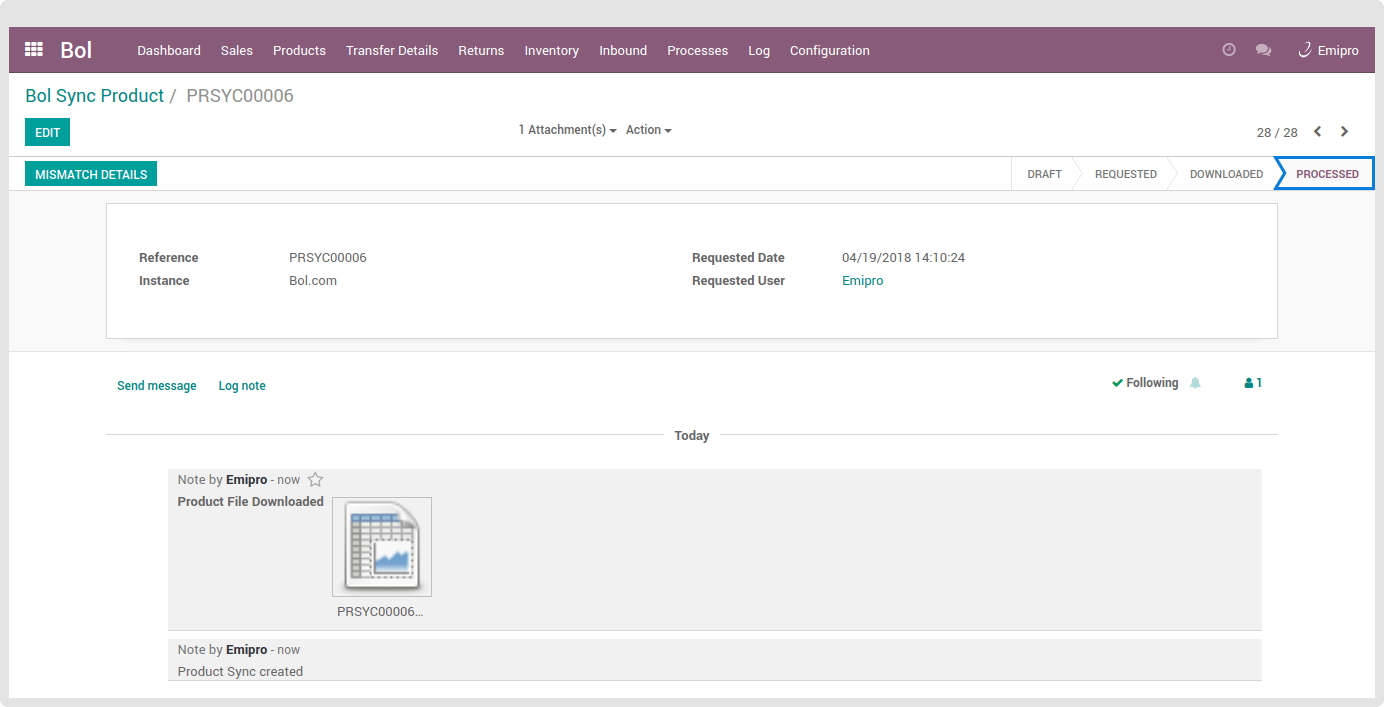 Bol Dashboard Sales Products Transfer Details Returns Inventory Inbound Processes Log Configuration Emipro
Bol Sync Product / PRSYC00006
EDIT 1 Attachment(s) Action 28 / 28
MISMATCH DETAILS DRAFT REQUESTED DOWNLOADED PROCESSED
Reference PRSYC00006 Requested Date 04/19/2018 14:10:24
Instance Bol.com Requested User Emipro
Send message Log note Following 1
Today
Note by Emipro - now
Product File Downloaded
PRSYC00006...
Note by Emipro - now
Product Sync created